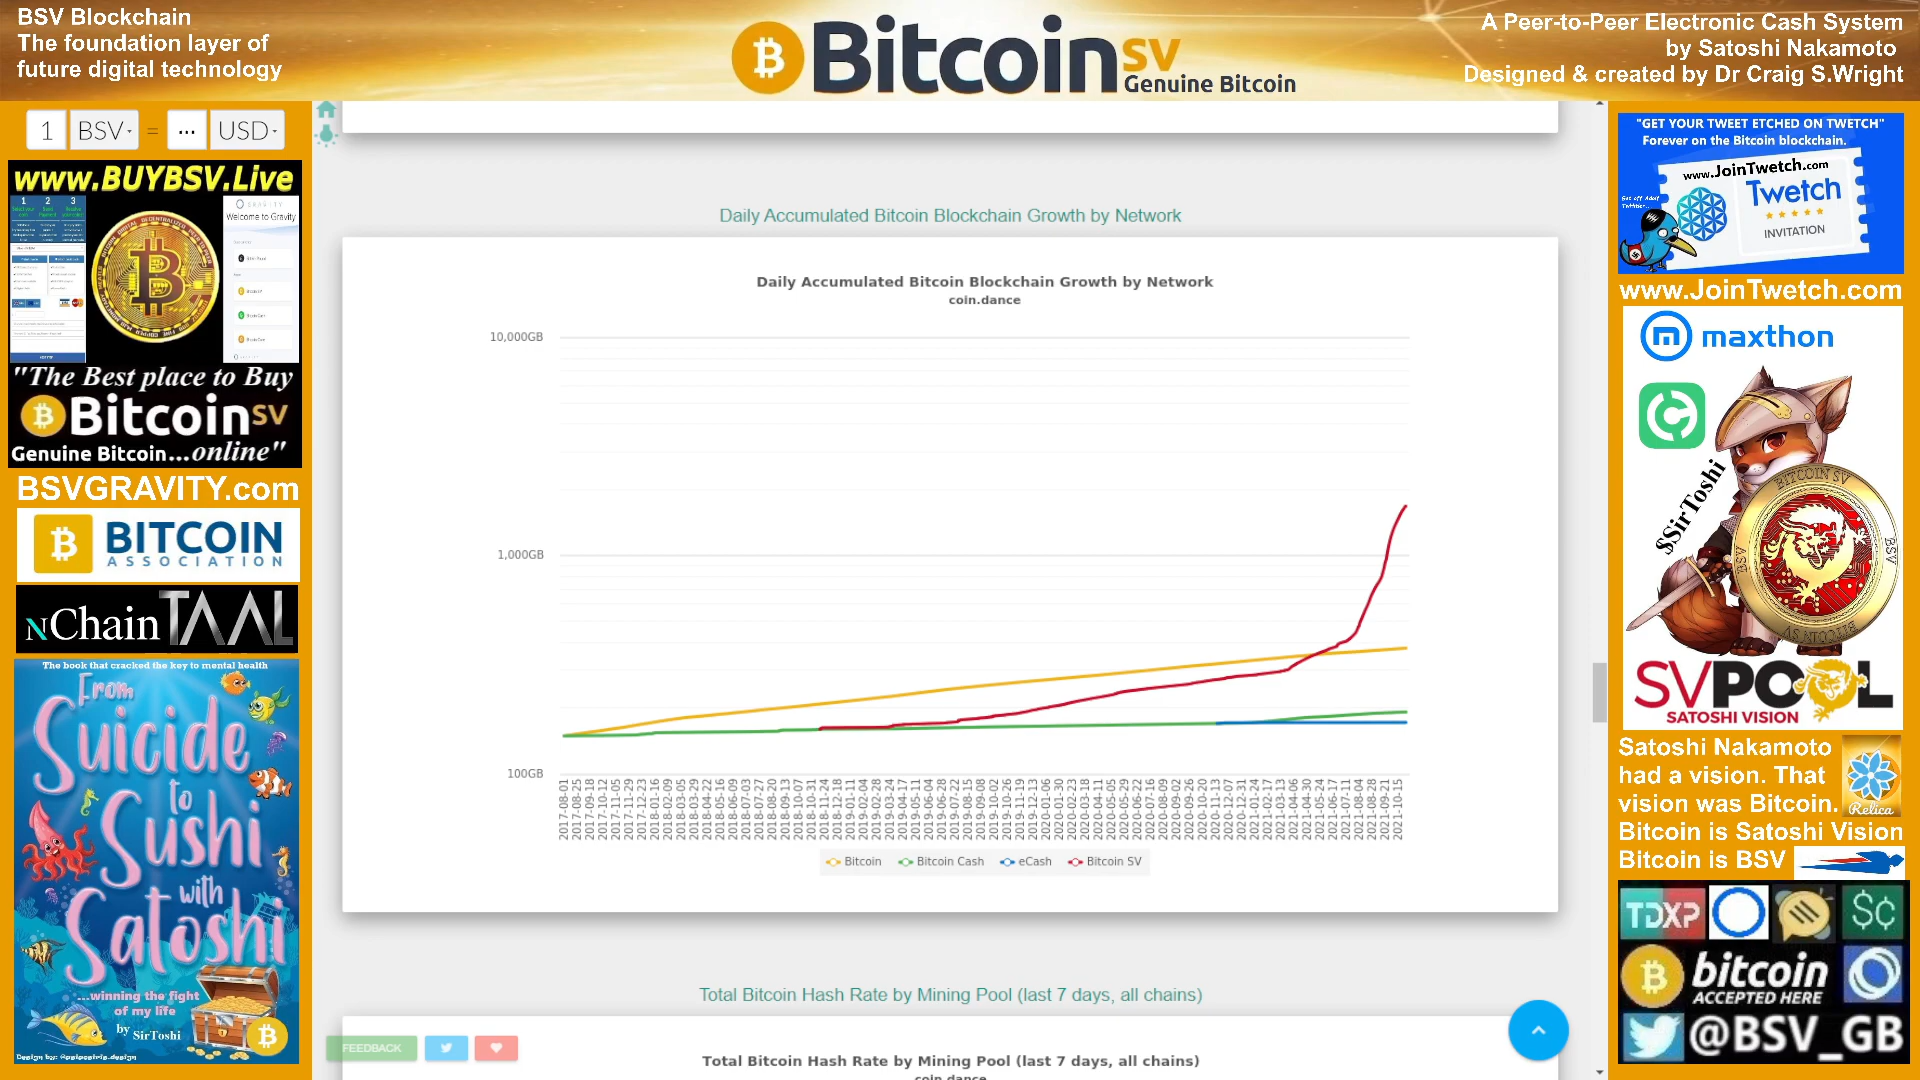 BSV Blockchain
The foundation layer of
future digital technology
Bitcoin SV
Genuine Bitcoin
A Peer-to-Peer Electronic Cash System
by Satoshi Nakamoto
Designed & created by Dr Craig S.Wright
1 BSV = ... USD
www.BUYBSV.Live
1 2 3
GRAVITY
Welcome to Gravity
"The Best place to Buy
Bitcoin SV
Genuine Bitcoin...online"
BSVGRAVITY.com
BITCOIN
ASSOCIATION
nChain TAAL
The book that cracked the key to mental health
From
Suicide
to
Sushi
with
Satoshi
...winning the fight
of my life
by SirToshi
Daily Accumulated Bitcoin Blockchain Growth by Network
Daily Accumulated Bitcoin Blockchain Growth by Network
coin.dance
10,000GB
1,000GB
100GB
2017-08-01
2017-08-25
2017-09-18
2017-10-12
2017-11-05
2017-11-29
2017-12-23
2018-01-16
2018-02-09
2018-03-05
2018-03-29
2018-04-22
2018-05-16
2018-06-09
2018-07-03
2018-07-27
2018-08-20
2018-09-13
2018-10-07
2018-10-31
2018-11-24
2018-12-18
2019-01-11
2019-02-04
2019-02-28
2019-03-24
2019-04-17
2019-05-11
2019-06-04
2019-06-28
2019-07-22
2019-08-15
2019-09-08
2019-10-02
2019-10-26
2019-11-19
2019-12-13
2020-01-06
2020-01-30
2020-02-23
2020-03-18
2020-04-11
2020-05-05
2020-05-29
2020-06-22
2020-07-16
2020-08-09
2020-09-02
2020-09-26
2020-10-20
2020-11-13
2020-12-07
2020-12-31
2021-01-24
2021-02-17
2021-03-13
2021-04-06
2021-04-30
2021-05-24
2021-06-17
2021-07-11
2021-08-04
2021-08-28
2021-09-21
2021-10-15
Bitcoin Bitcoin Cash eCash Bitcoin SV
Total Bitcoin Hash Rate by Mining Pool (last 7 days, all chains)
FEEDBACK
Total Bitcoin Hash Rate by Mining Pool (last 7 days, all chains)
coin.dance
"GET YOUR TWEET ETCHED ON TWETCH"
Forever on the Bitcoin blockchain.
www.JoinTwetch.com
Twetch
INVITATION
www.JoinTwetch.com
maxthon
$SirToshi
BITCOIN SV
BSV
BSV
BITCOIN SV
SVPOOL
SATOSHI VISION
Satoshi Nakamoto
had a vision. That
vision was Bitcoin.
Relica
Bitcoin is Satoshi Vision
Bitcoin is BSV
TDXP
$¢
bitcoin
ACCEPTED HERE
@BSV_GB